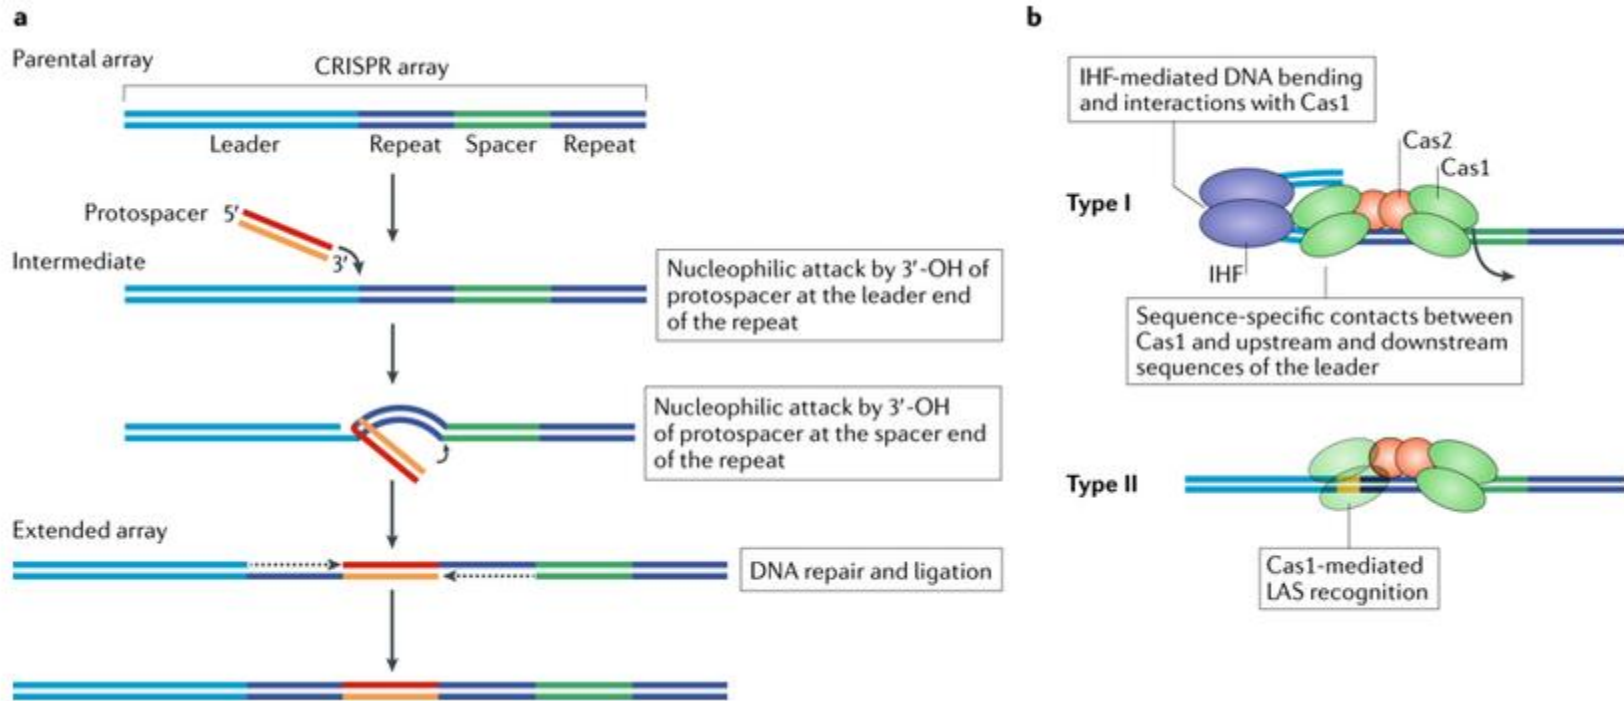 a
Parental array
CRISPR array
Leader
Repeat
Spacer
Repeat
Protospacer
5′
3′
Intermediate
Nucleophilic attack by 3′-OH of
protospacer at the leader end
of the repeat
Nucleophilic attack by 3′-OH
of protospacer at the spacer end
of the repeat
Extended array
DNA repair and ligation
b
IHF-mediated DNA bending
and interactions with Cas1
Cas2
Cas1
Type I
IHF
Sequence-specific contacts between
Cas1 and upstream and downstream
sequences of the leader
Type II
Cas1-mediated
LAS recognition